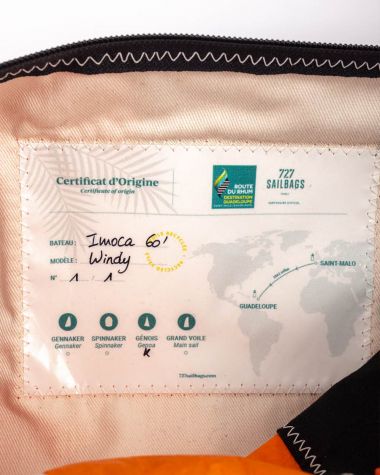 Certificat d'Origine
Certificate of origin
ROUTE
DU RHUM
DESTINATION
GUADELOUPE
727
SAILBAGS
BATEAU : Imoca 60'
MODÈLE : Windy
N° 1 / 1
SAINT-MALO
GUADELOUPE
GENNAKER
Gennaker
SPINNAKER
Spinnaker
GÉNOIS
Genoa
GRAND VOILE
Main sail
727sailbags.com